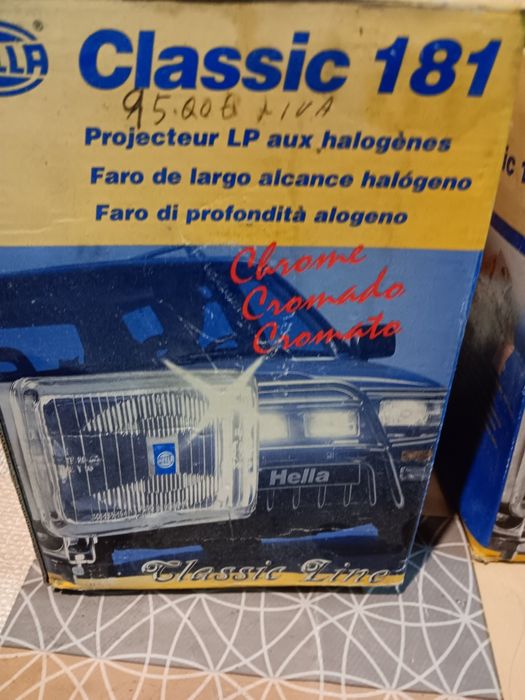 HELLA
®
Classic 181
95.00€ +IVA
Projecteur LP aux halogènes
Faro de largo alcance halógeno
Faro di profondità alogeno
Chrome
Cromado
Cromato
HELLA
Hella
Classic Line